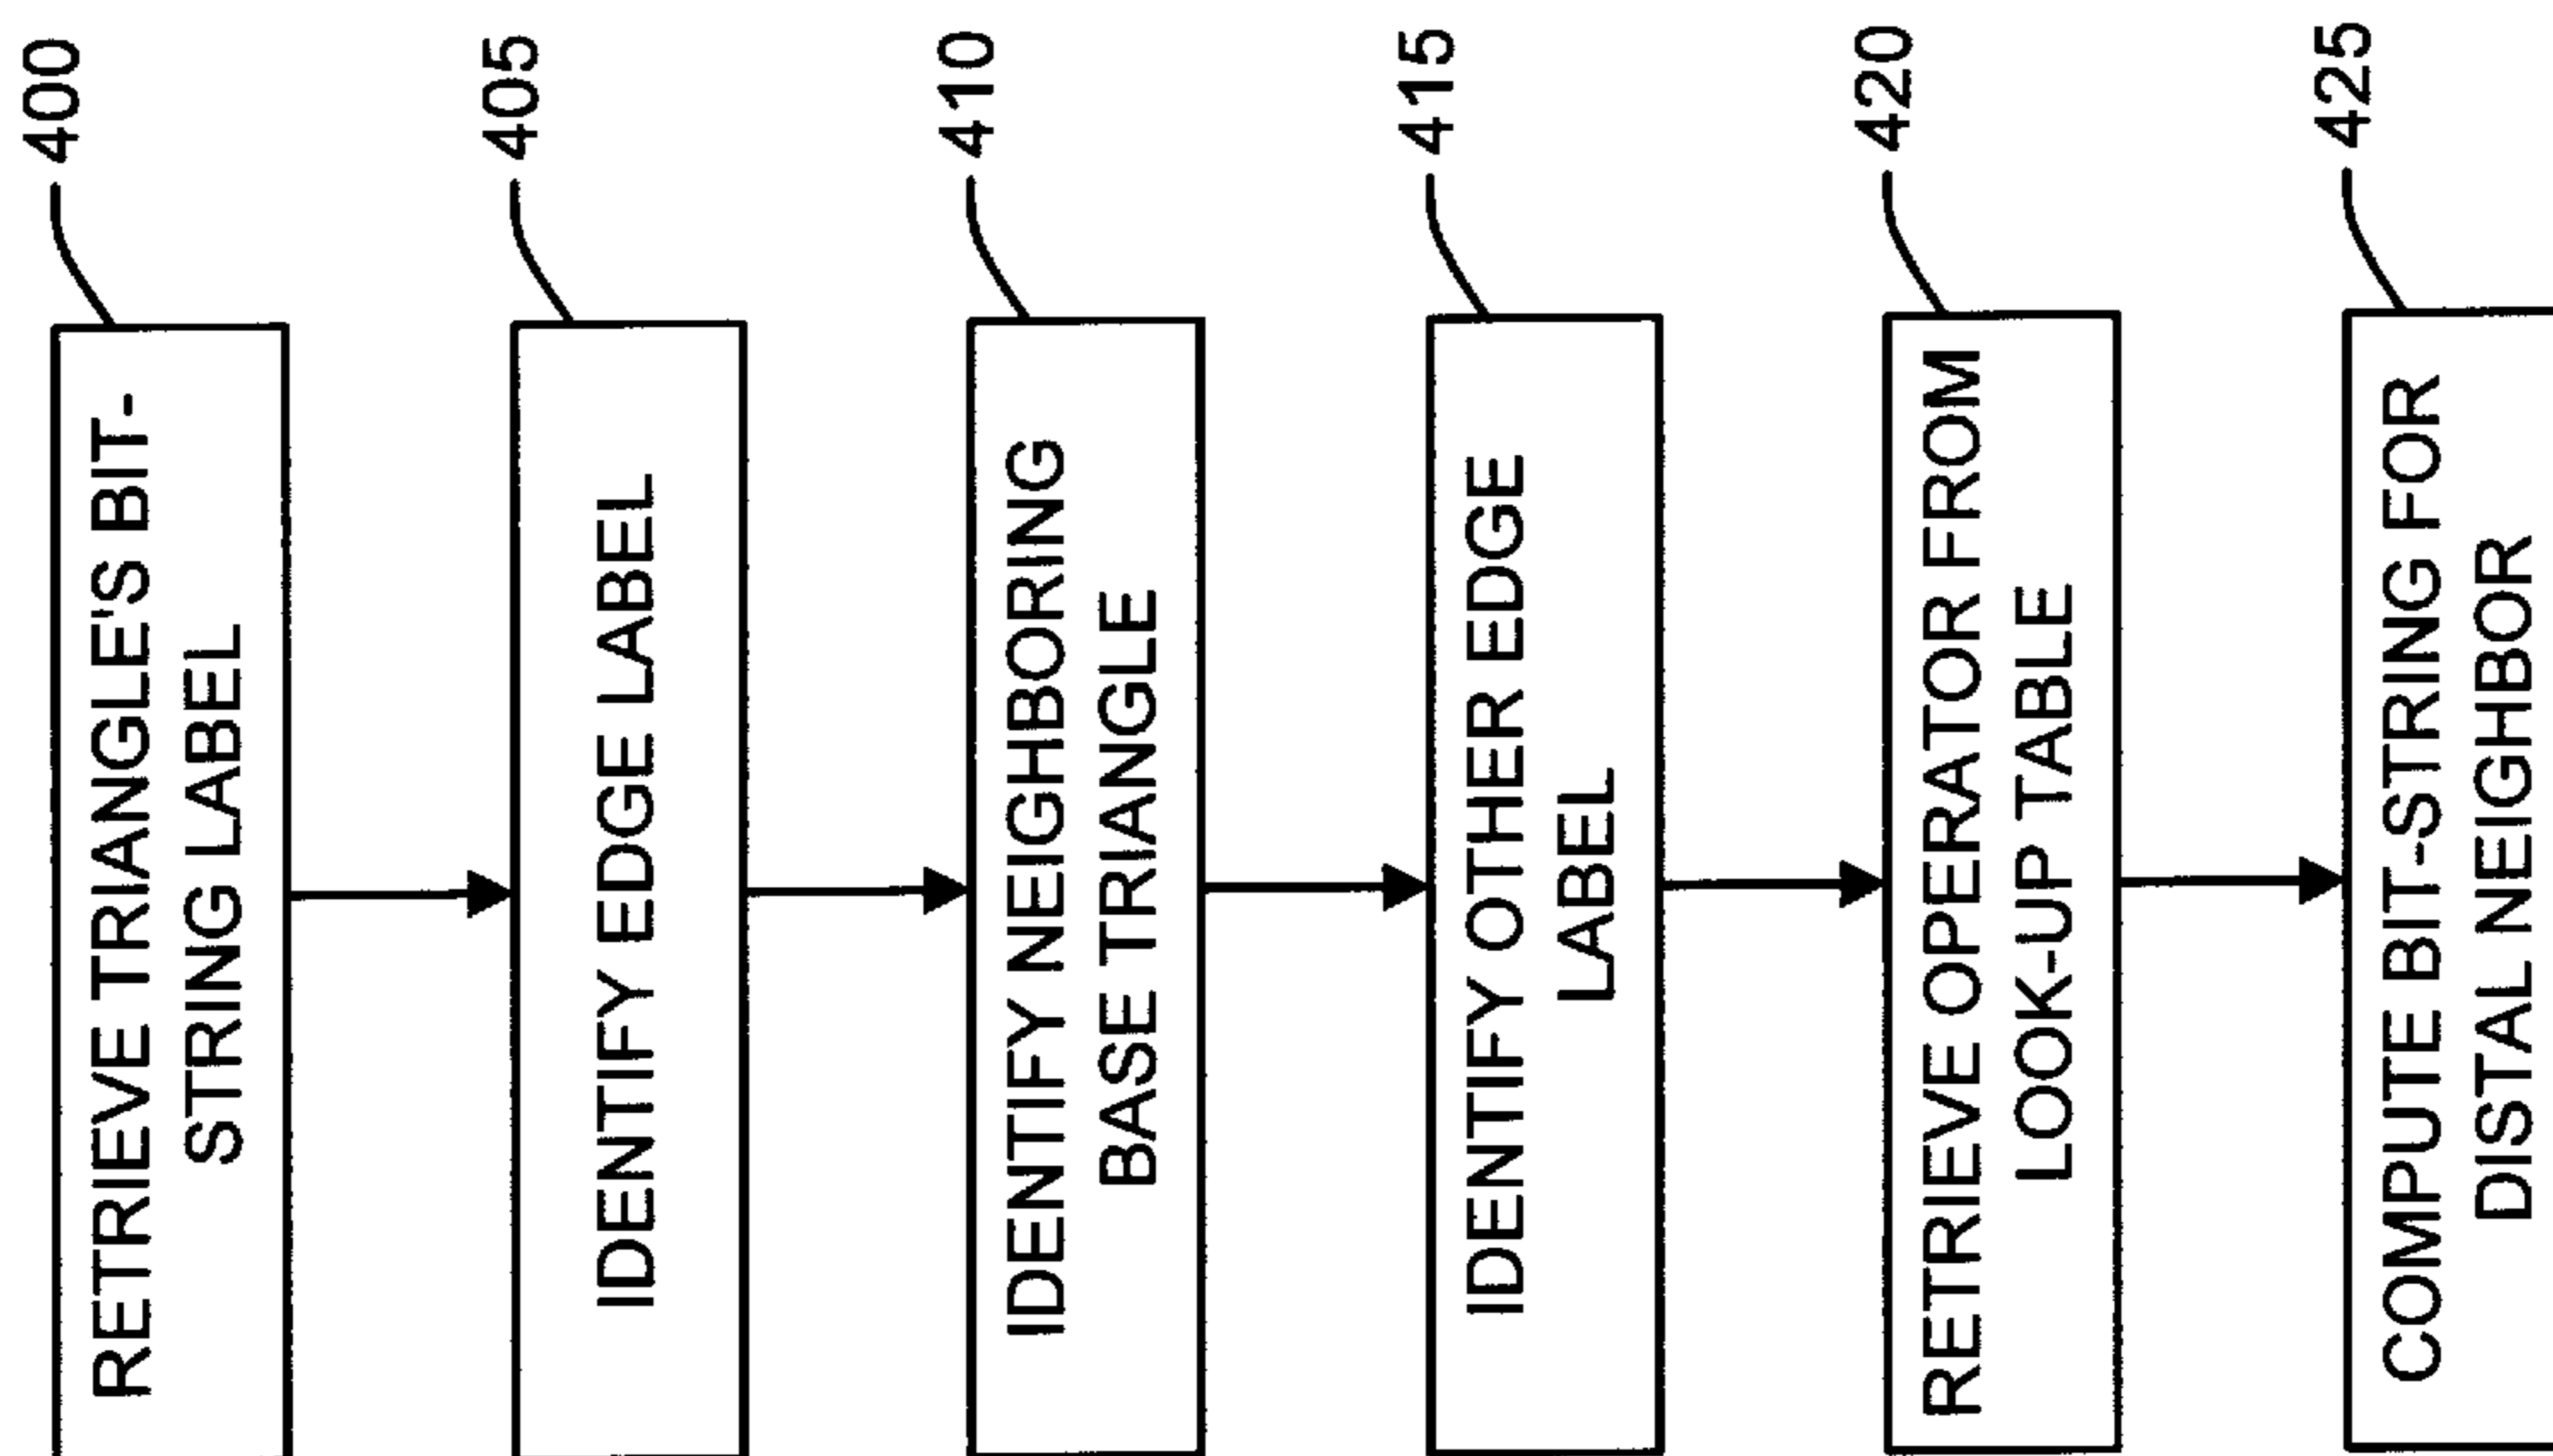 400
RETRIEVE TRIANGLE'S BIT-
STRING LABEL
405
IDENTIFY EDGE LABEL
410
IDENTIFY NEIGHBORING
BASE TRIANGLE
415
IDENTIFY OTHER EDGE
LABEL
420
RETRIEVE OPERATOR FROM
LOOK-UP TABLE
425
COMPUTE BIT-STRING FOR
DISTAL NEIGHBOR